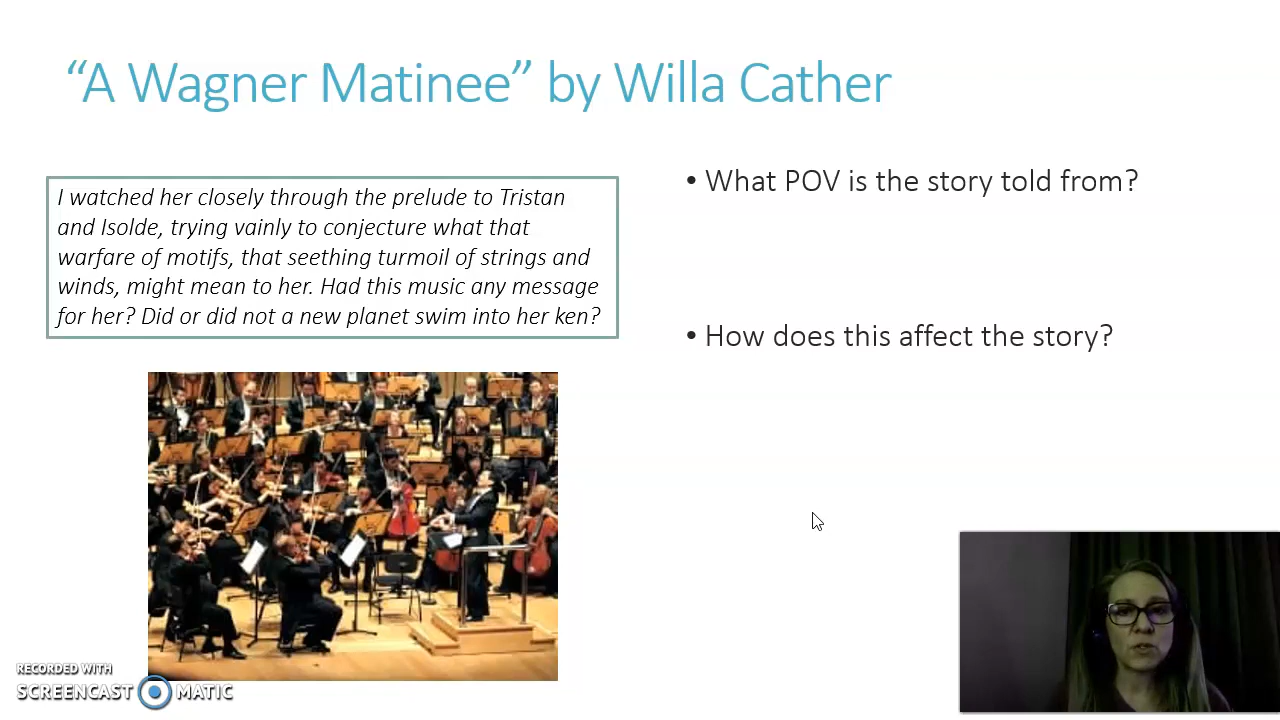 “A Wagner Matinee” by Willa Cather
I watched her closely through the prelude to Tristan
and Isolde, trying vainly to conjecture what that
warfare of motifs, that seething turmoil of strings and
winds, might mean to her. Had this music any message
for her? Did or did not a new planet swim into her ken?
• What POV is the story told from?
• How does this affect the story?
RECORDED WITH
SCREENCAST MATIC